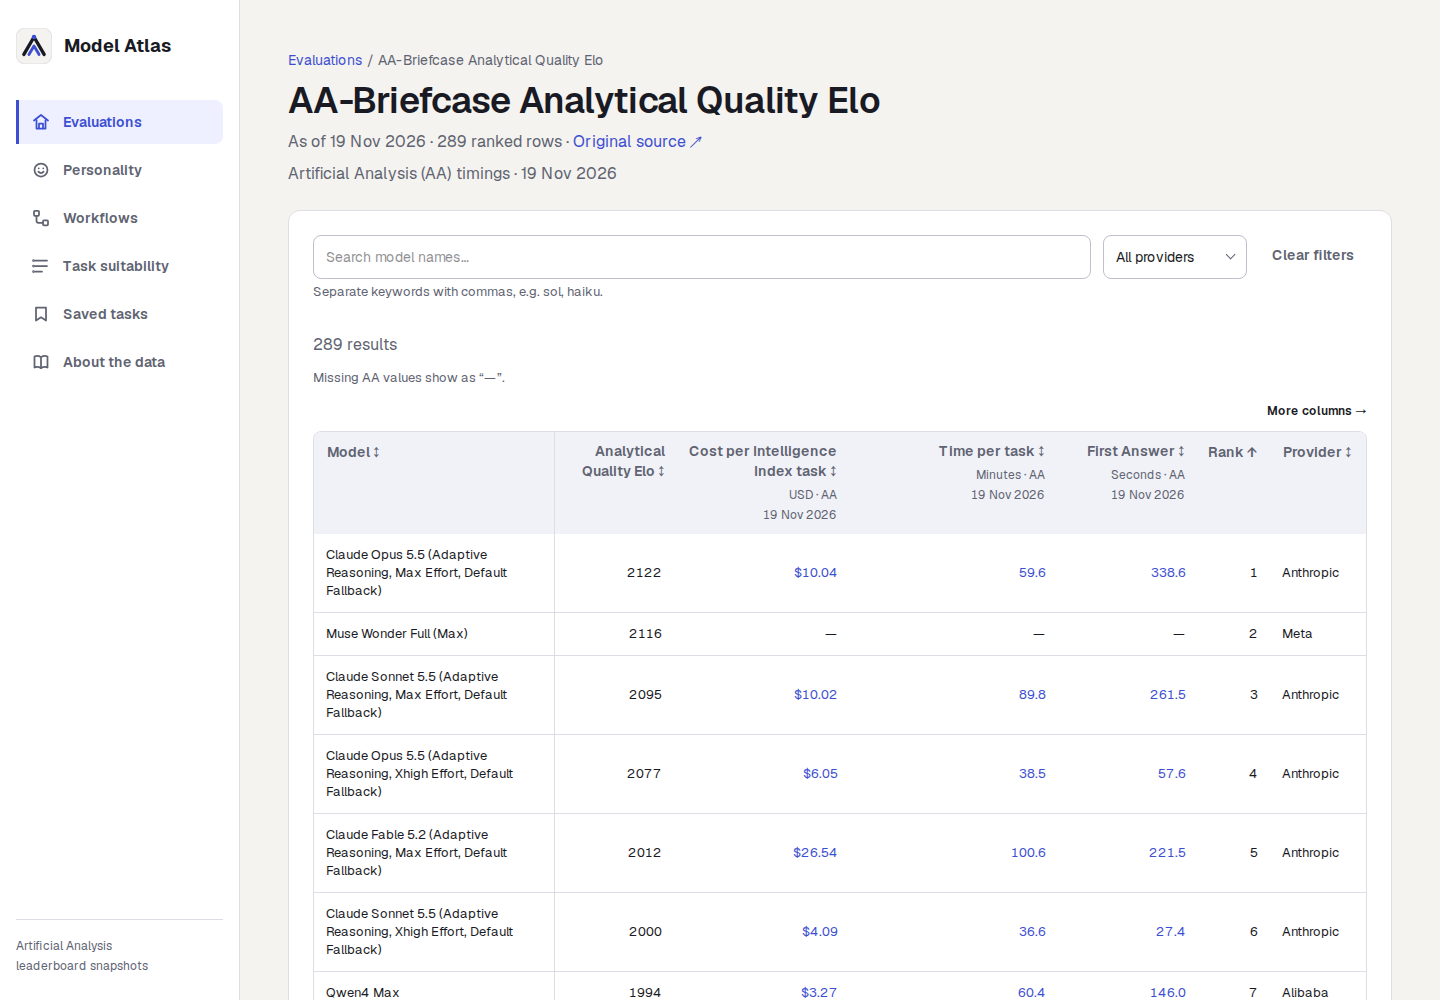 Model Atlas
Evaluations
Personality
Workflows
Task suitability
Saved tasks
About the data
Artificial Analysis
leaderboard snapshots
Evaluations / AA-Briefcase Analytical Quality Elo
AA-Briefcase Analytical Quality Elo
As of 19 Nov 2026 · 289 ranked rows · Original source ↗
Artificial Analysis (AA) timings · 19 Nov 2026
Search model names…
All providers
Clear filters
Separate keywords with commas, e.g. sol, haiku.
289 results
Missing AA values show as “—”.
More columns →
Model ↕
Analytical
Quality Elo ↕
Cost per Intelligence
Index task ↕
USD · AA
19 Nov 2026
Time per task ↕
Minutes · AA
19 Nov 2026
First Answer ↕
Seconds · AA
19 Nov 2026
Rank ↑
Provider ↕
Claude Opus 5.5 (Adaptive
Reasoning, Max Effort, Default
Fallback)
2122 $10.04 59.6 338.6 1 Anthropic
Muse Wonder Full (Max) 2116 — — — 2 Meta
Claude Sonnet 5.5 (Adaptive
Reasoning, Max Effort, Default
Fallback)
2095 $10.02 89.8 261.5 3 Anthropic
Claude Opus 5.5 (Adaptive
Reasoning, Xhigh Effort, Default
Fallback)
2077 $6.05 38.5 57.6 4 Anthropic
Claude Fable 5.2 (Adaptive
Reasoning, Max Effort, Default
Fallback)
2012 $26.54 100.6 221.5 5 Anthropic
Claude Sonnet 5.5 (Adaptive
Reasoning, Xhigh Effort, Default
Fallback)
2000 $4.09 36.6 27.4 6 Anthropic
Qwen4 Max 1994 $3.27 60.4 146.0 7 Alibaba